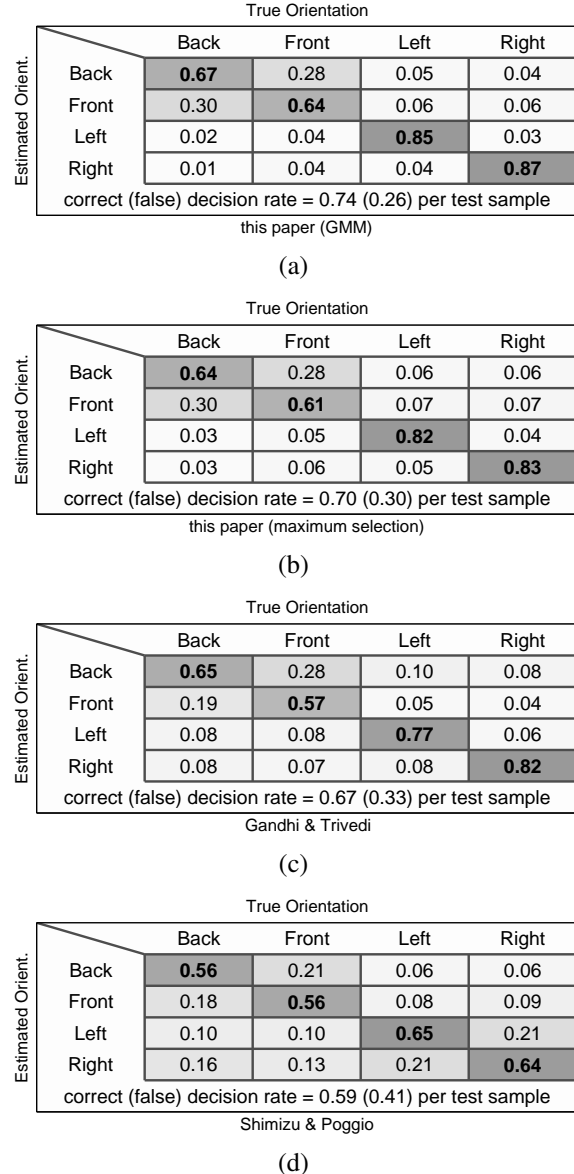 True Orientation
Estimated Orient.
Back Front Left Right
Back 0.67 0.28 0.05 0.04
Front 0.30 0.64 0.06 0.06
Left 0.02 0.04 0.85 0.03
Right 0.01 0.04 0.04 0.87
correct (false) decision rate = 0.74 (0.26) per test sample
this paper (GMM)
(a)
True Orientation
Estimated Orient.
Back Front Left Right
Back 0.64 0.28 0.06 0.06
Front 0.30 0.61 0.07 0.07
Left 0.03 0.05 0.82 0.04
Right 0.03 0.06 0.05 0.83
correct (false) decision rate = 0.70 (0.30) per test sample
this paper (maximum selection)
(b)
True Orientation
Estimated Orient.
Back Front Left Right
Back 0.65 0.28 0.10 0.08
Front 0.19 0.57 0.05 0.04
Left 0.08 0.08 0.77 0.06
Right 0.08 0.07 0.08 0.82
correct (false) decision rate = 0.67 (0.33) per test sample
Gandhi & Trivedi
(c)
True Orientation
Estimated Orient.
Back Front Left Right
Back 0.56 0.21 0.06 0.06
Front 0.18 0.56 0.08 0.09
Left 0.10 0.10 0.65 0.21
Right 0.16 0.13 0.21 0.64
correct (false) decision rate = 0.59 (0.41) per test sample
Shimizu & Poggio
(d)